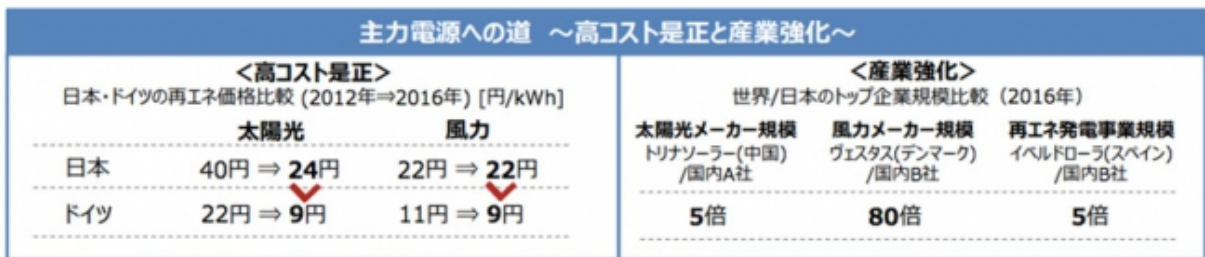 主力電源への道 ～高コスト是正と産業強化～
＜高コスト是正＞
日本・ドイツの再エネ価格比較 (2012年⇒2016年) [円/kWh]
太陽光 風力
日本 40円 ⇒ 24円 22円 ⇒ 22円
ドイツ 22円 ⇒ 9円 11円 ⇒ 9円
＜産業強化＞
世界/日本のトップ企業規模比較（2016年）
太陽光メーカー規模 風力メーカー規模 再エネ発電事業規模
トリナソーラー(中国) ヴェスタス(デンマーク) イベルドローラ(スペイン)
/国内A社 /国内B社 /国内B社
5倍 80倍 5倍